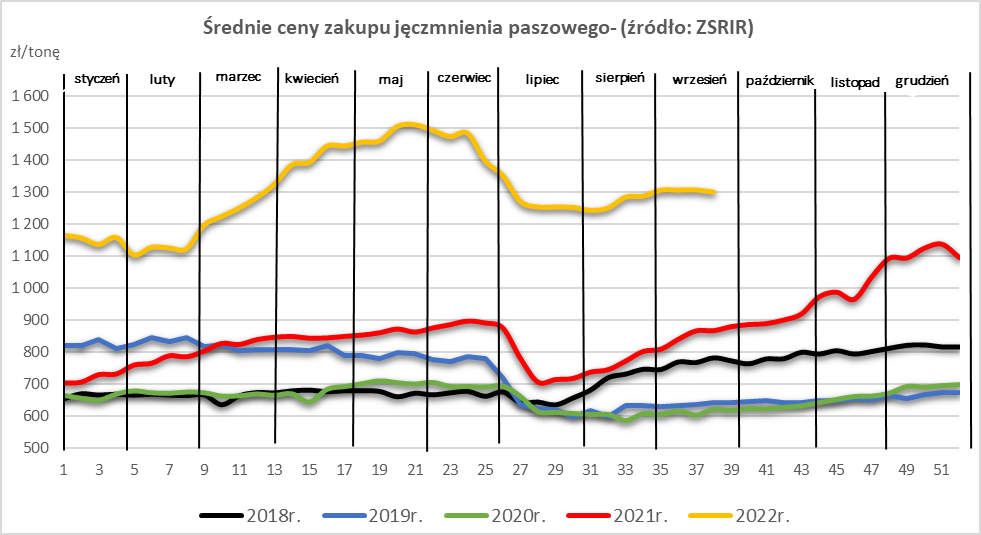 Średnie ceny zakupu jęczmnienia paszowego- (źródło: ZSRIR)
zł/tonę
styczeń luty marzec kwiecień maj czerwiec lipiec sierpień wrzesień październik listopad grudzień
1 600
1 500
1 400
1 300
1 200
1 100
1 000
900
800
700
600
500
1 3 5 7 9 11 13 15 17 19 21 23 25 27 29 31 33 35 37 39 41 43 45 47 49 51
2018r. 2019r. 2020r. 2021r. 2022r.